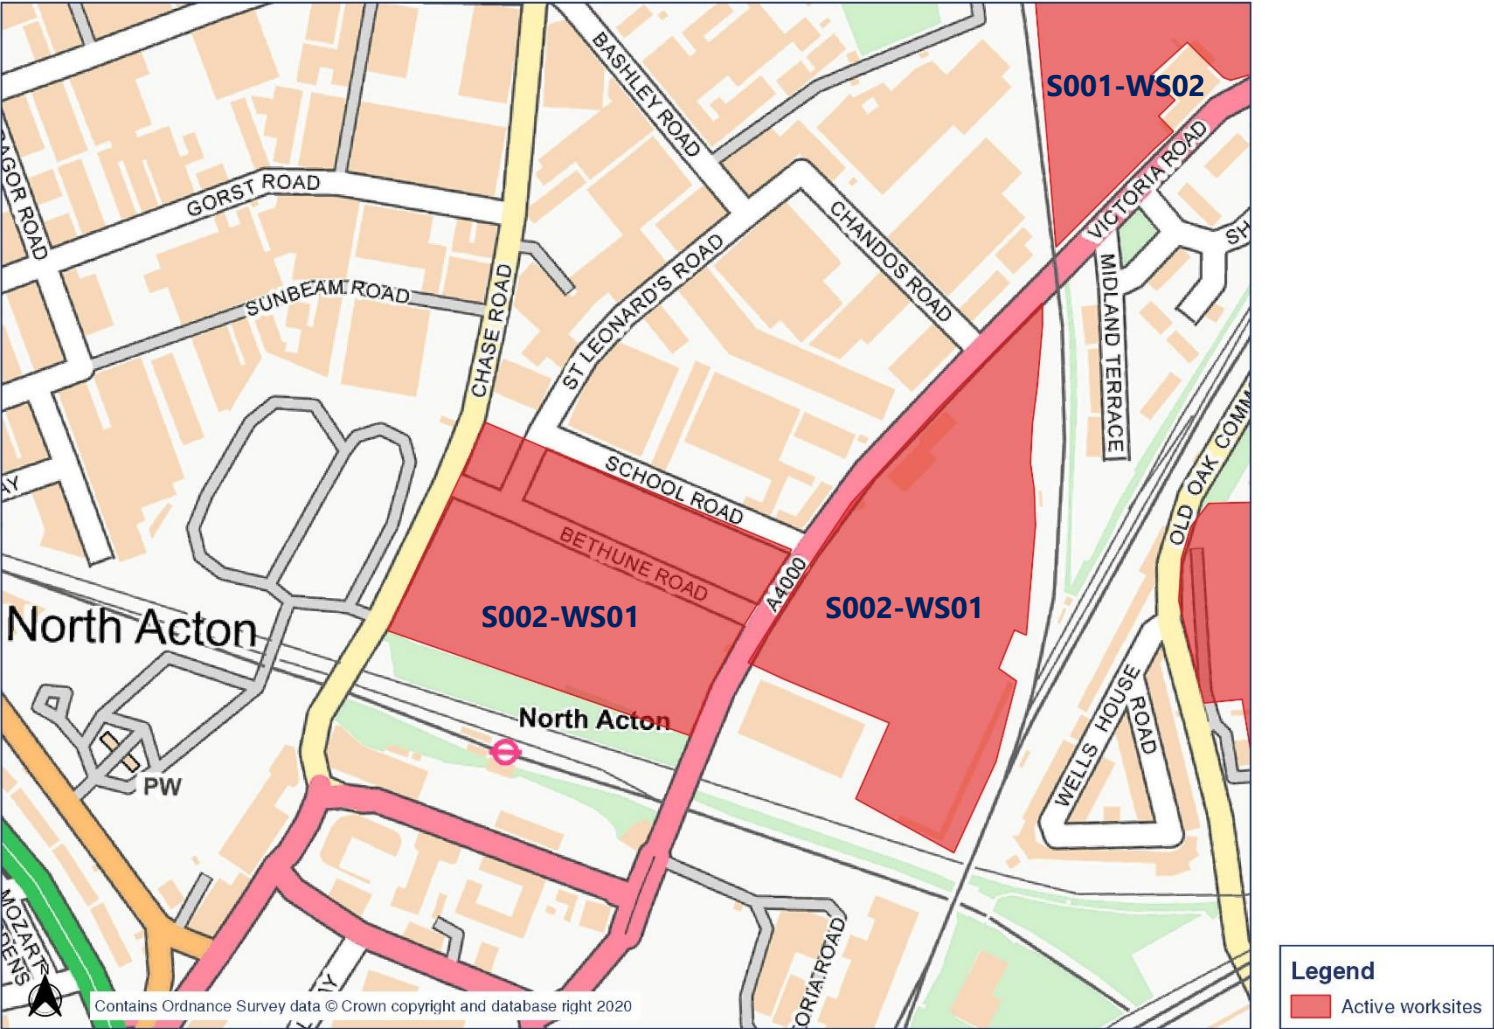 S001-WS02
BASHLEY ROAD
VICTORIA ROAD
GORST ROAD
CHANDOS ROAD
SUNBEAM ROAD
CHASE ROAD
ST LEONARD'S ROAD
MIDLAND TERRACE
OLD OAK COMM
SCHOOL ROAD
BETHUNE ROAD
A4000
S002-WS01
S002-WS01
North Acton
North Acton
WELLS HOUSE
ROAD
PW
MOZART
N
Contains Ordnance Survey data © Crown copyright and database right 2020
Legend
Active worksites